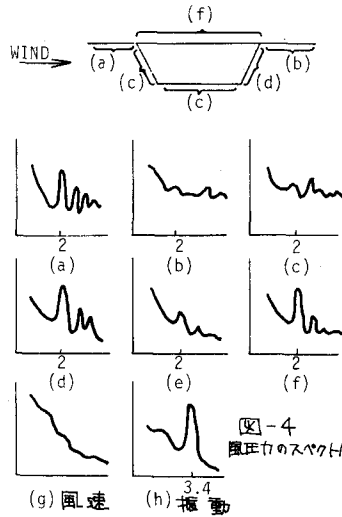 (f)
WIND
(a)
(b)
(c)
(d)
(c)
2
2
2
(a)
(b)
(c)
2
2
2
(d)
(e)
(f)
3.4
(g) 風速
(h) 振動
図-4
風圧力のスペクトル